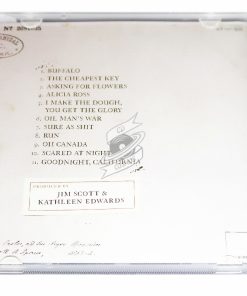 1. BUFFALO
2. THE CHEAPEST KEY
3. ASKING FOR FLOWERS
4. ALICIA ROSS
5. I MAKE THE DOUGH,
YOU GET THE GLORY
6. OIL MAN'S WAR
7. SURE AS SHIT
8. RUN
9. OH CANADA
10. SCARED AT NIGHT
11. GOODNIGHT, CALIFORNIA
PRODUCED BY
JIM SCOTT &
KATHLEEN EDWARDS